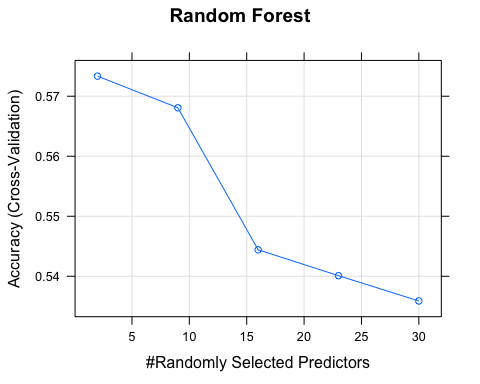 Random Forest
Accuracy (Cross-Validation)
0.57
0.56
0.55
0.54
5 10 15 20 25 30
#Randomly Selected Predictors